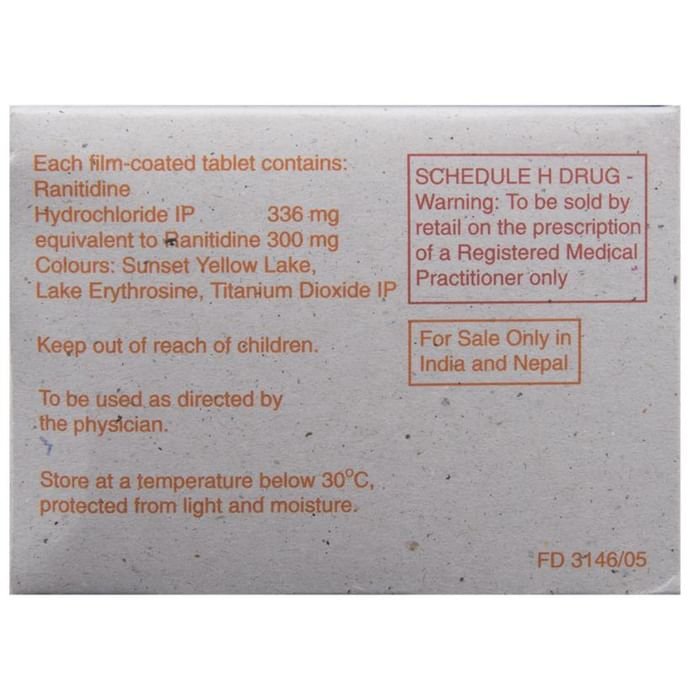 Each film-coated tablet contains:
Ranitidine
Hydrochloride IP 336 mg
equivalent to Ranitidine 300 mg
Colours: Sunset Yellow Lake,
Lake Erythrosine, Titanium Dioxide IP
Keep out of reach of children.
To be used as directed by
the physician.
Store at a temperature below 30°C,
protected from light and moisture.
SCHEDULE H DRUG -
Warning: To be sold by
retail on the prescription
of a Registered Medical
Practitioner only
For Sale Only in
India and Nepal
FD 3146/05